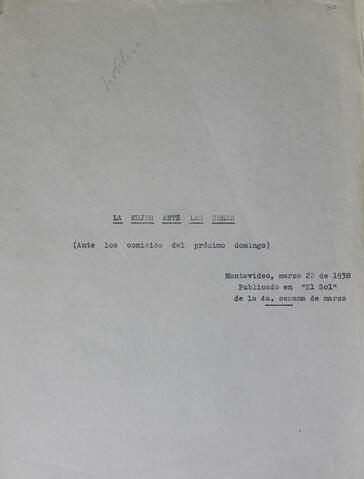 LA MUJER ANTE LAS URNAS
(Ante los comicios del próximo domingo)
Montevideo, marzo 22 de 1938
Publicado en "El Sol"
de la 4a. semana de marzo